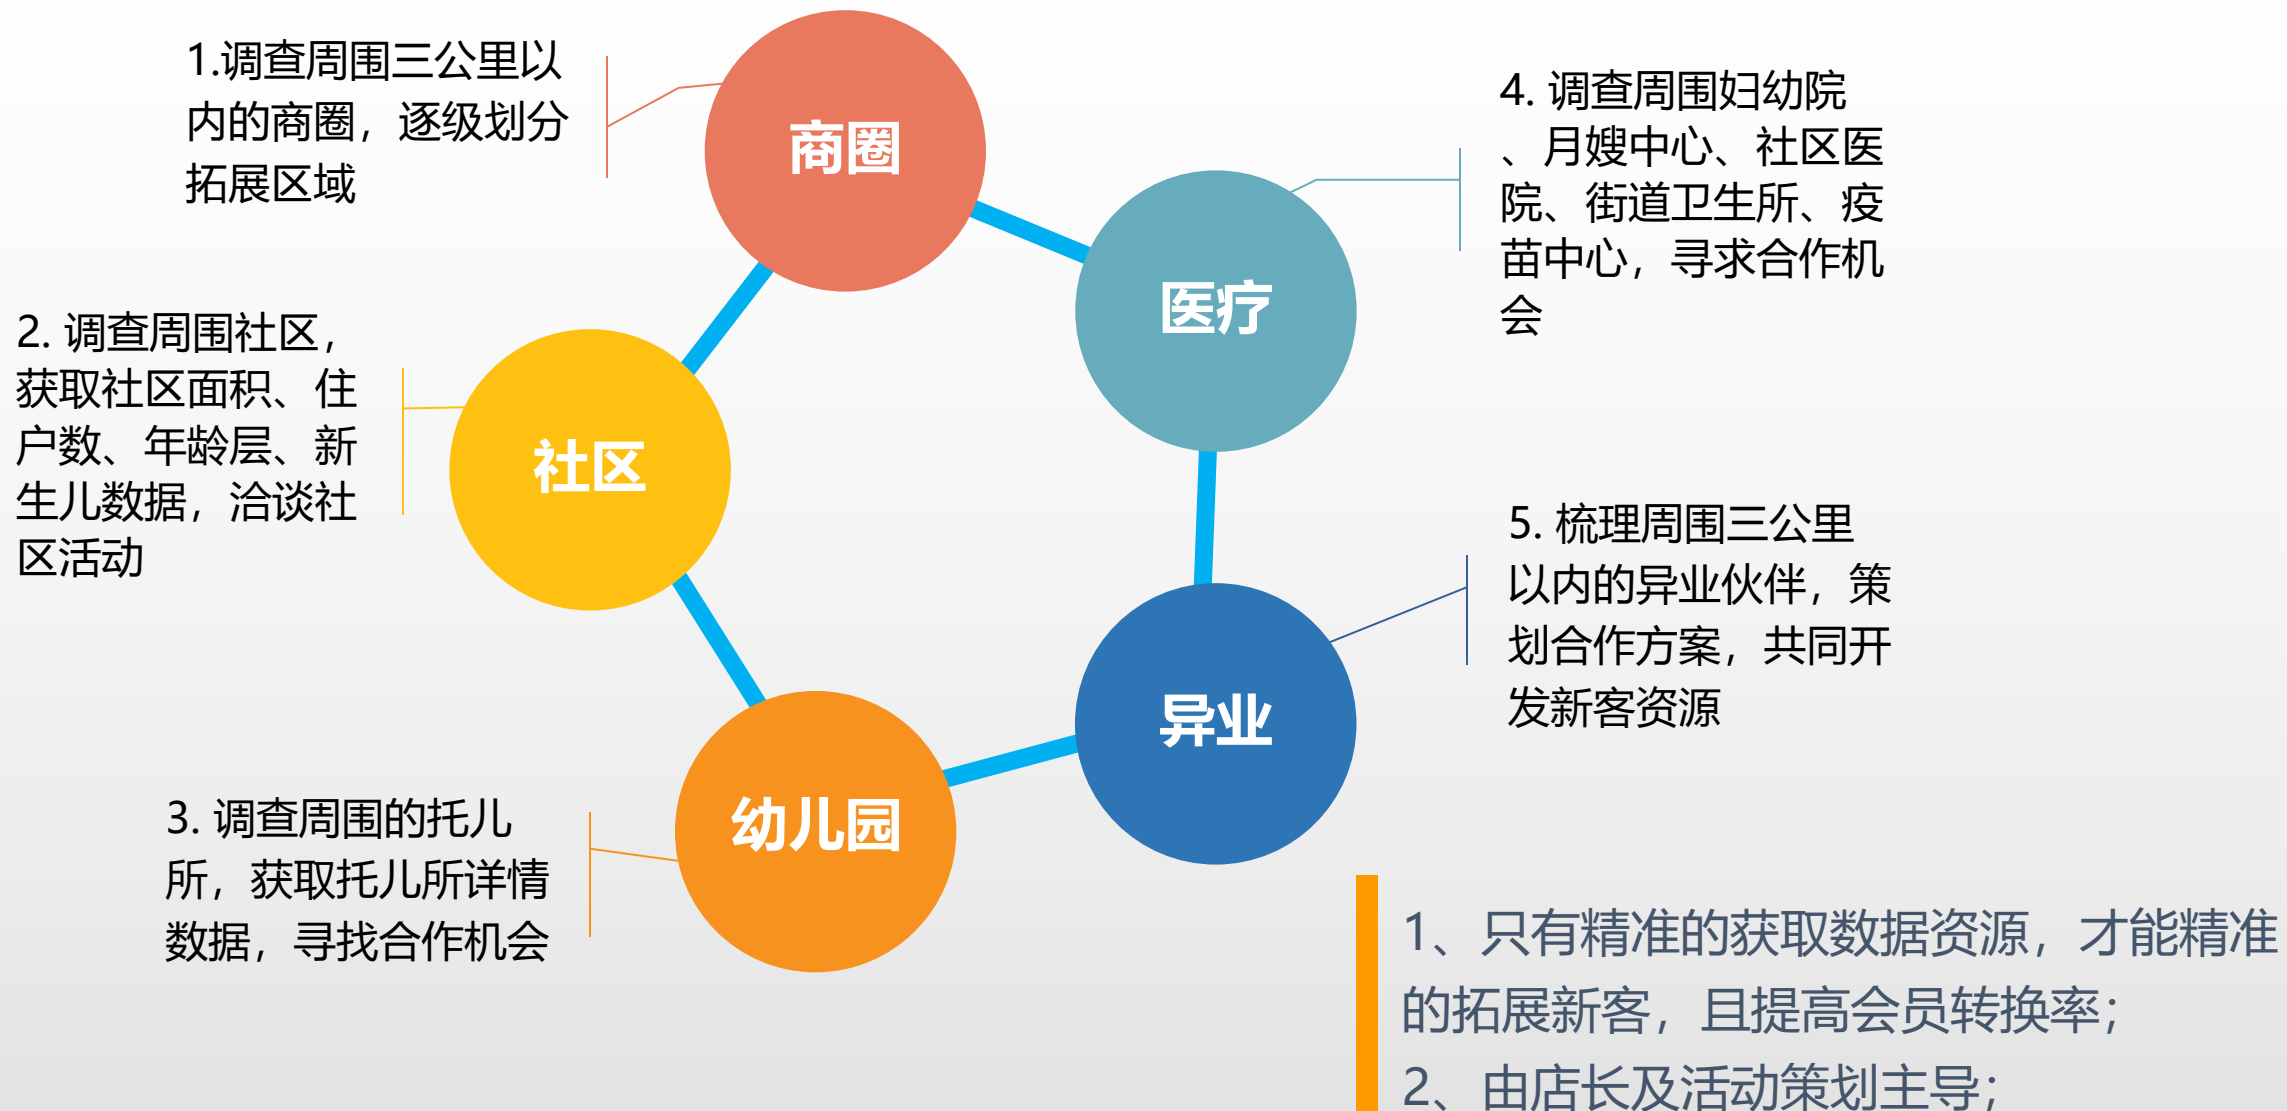 1.调查周围三公里以
内的商圈，逐级划分
拓展区域
商圈
4. 调查周围妇幼院
、月嫂中心、社区医
院、街道卫生所、疫
苗中心，寻求合作机
会
医疗
2. 调查周围社区，
获取社区面积、住
户数、年龄层、新
生儿数据，洽谈社
区活动
社区
5. 梳理周围三公里
以内的异业伙伴，策
划合作方案，共同开
发新客资源
异业
3. 调查周围的托儿
所，获取托儿所详情
数据，寻找合作机会
幼儿园
1、只有精准的获取数据资源，才能精准
的拓展新客，且提高会员转换率；
2、由店长及活动策划主导；